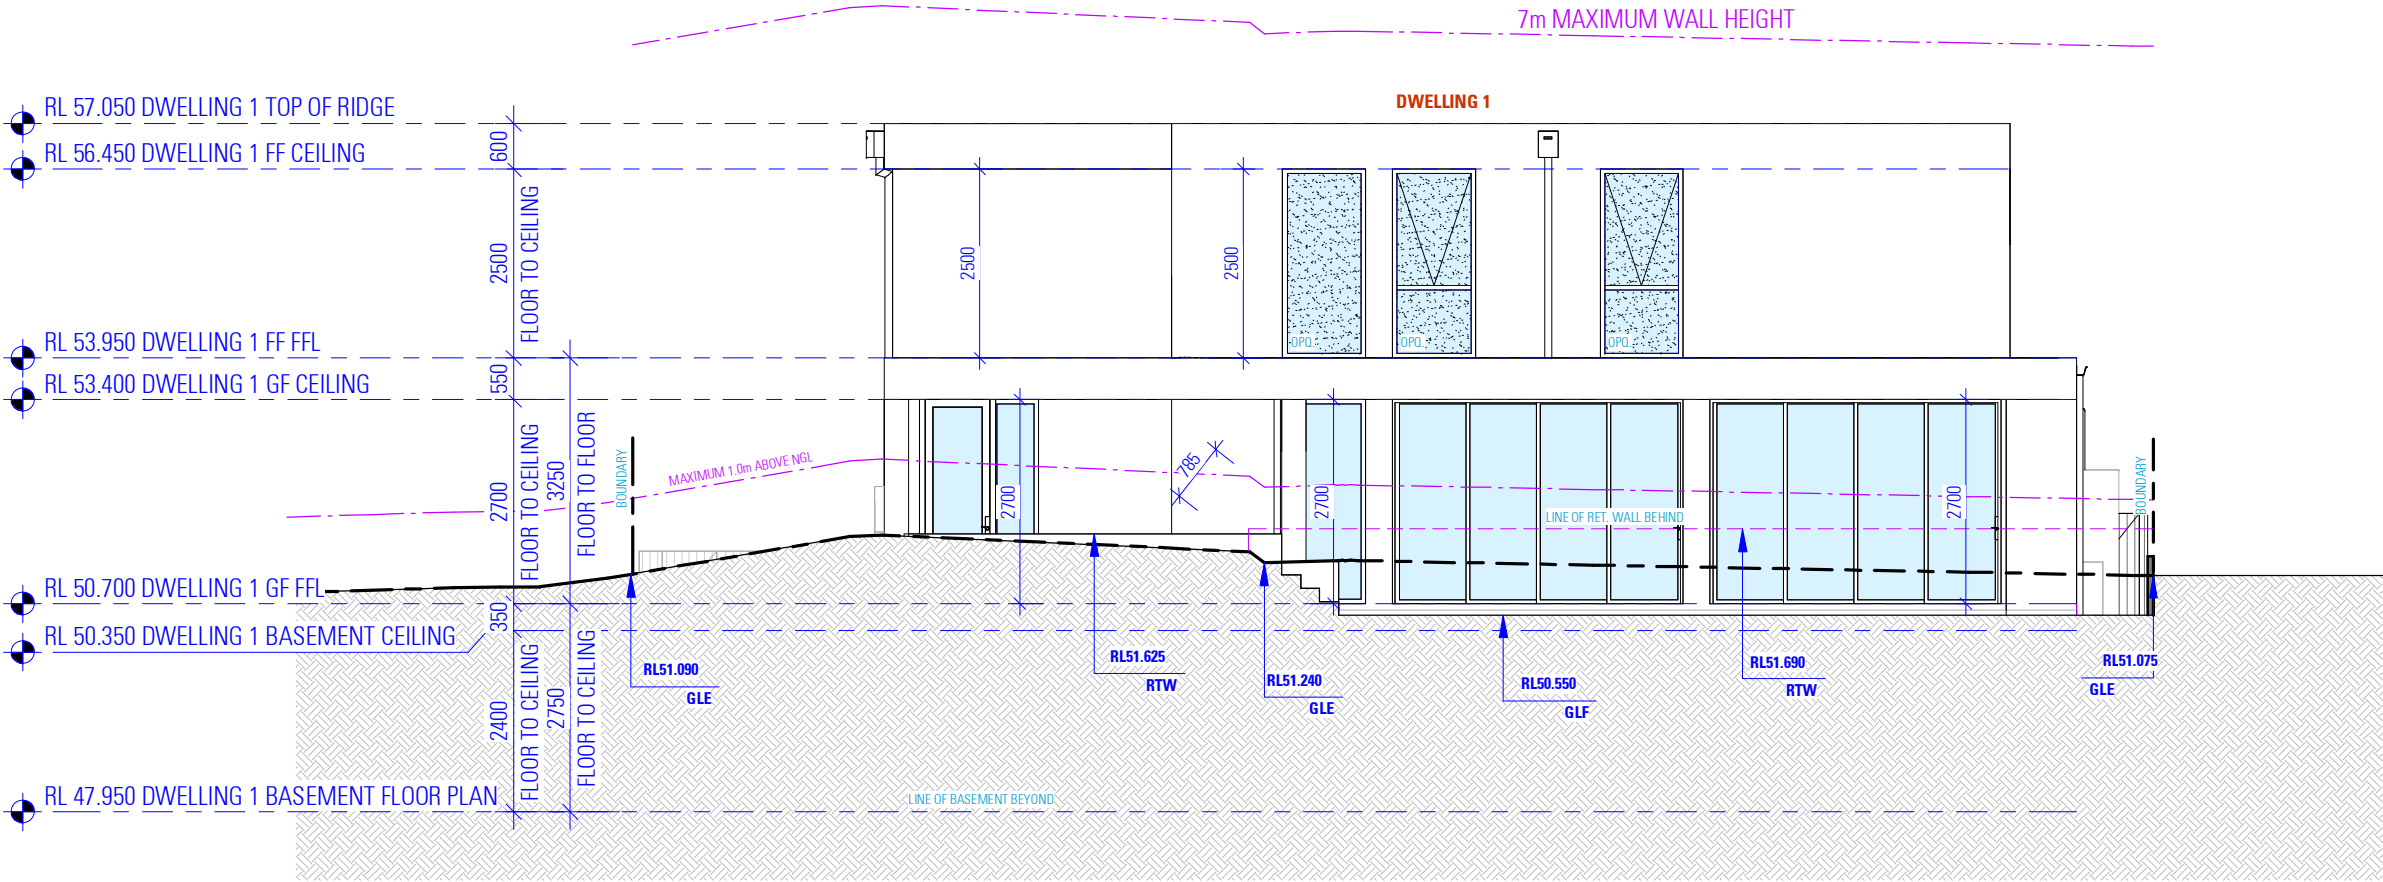 7m MAXIMUM WALL HEIGHT
DWELLING 1
RL 57.050 DWELLING 1 TOP OF RIDGE
600
RL 56.450 DWELLING 1 FF CEILING
2500
FLOOR TO CEILING
2500
2500
OPQ
OPQ
OPQ
RL 53.950 DWELLING 1 FF FFL
550
RL 53.400 DWELLING 1 GF CEILING
2700
FLOOR TO CEILING
3250
FLOOR TO FLOOR
BOUNDARY
MAXIMUM 1.0m ABOVE NGL
785
2700
2700
2700
LINE OF RET. WALL BEHIND
BOUNDARY
RL 50.700 DWELLING 1 GF FFL
350
RL 50.350 DWELLING 1 BASEMENT CEILING
2400
FLOOR TO CEILING
2750
FLOOR TO CEILING
RL51.090
GLE
RL51.625
RTW
RL51.240
GLE
RL50.550
GLF
RL51.690
RTW
RL51.075
GLE
RL 47.950 DWELLING 1 BASEMENT FLOOR PLAN
LINE OF BASEMENT BEYOND